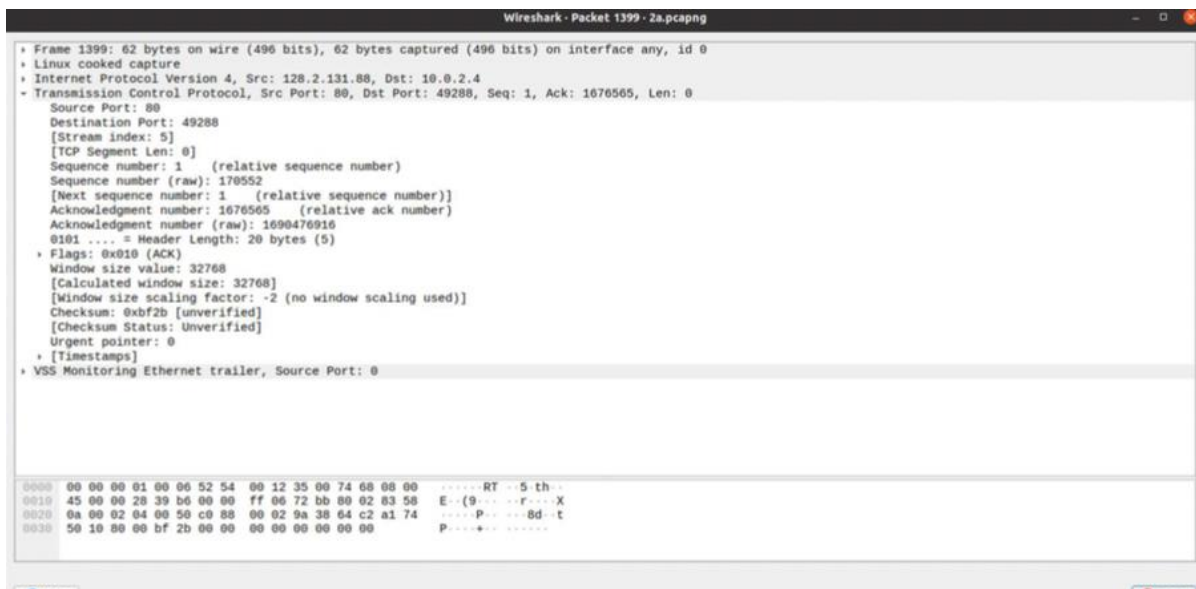 Wireshark · Packet 1399 · 2a.pcapng
Frame 1399: 62 bytes on wire (496 bits), 62 bytes captured (496 bits) on interface any, id 0
Linux cooked capture
Internet Protocol Version 4, Src: 128.2.131.88, Dst: 10.0.2.4
Transmission Control Protocol, Src Port: 80, Dst Port: 49288, Seq: 1, Ack: 1676565, Len: 0
Source Port: 80
Destination Port: 49288
[Stream index: 5]
[TCP Segment Len: 0]
Sequence number: 1    (relative sequence number)
Sequence number (raw): 170552
[Next sequence number: 1    (relative sequence number)]
Acknowledgment number: 1676565    (relative ack number)
Acknowledgment number (raw): 1690476916
0101 .... = Header Length: 20 bytes (5)
Flags: 0x010 (ACK)
Window size value: 32768
[Calculated window size: 32768]
[Window size scaling factor: -2 (no window scaling used)]
Checksum: 0xbf2b [unverified]
[Checksum Status: Unverified]
Urgent pointer: 0
[Timestamps]
VSS Monitoring Ethernet trailer, Source Port: 0
0000 00 00 00 01 00 06 52 54 00 12 35 00 74 68 08 00 ······RT ··5·th··
0010 45 00 00 28 39 b6 00 00 ff 06 72 bb 80 02 83 58 E··(9··· ··r····X
0020 0a 00 02 04 00 50 c0 88 00 02 9a 38 64 c2 a1 74 ·····P·· ···8d··t
0030 50 10 80 00 bf 2b 00 00 00 00 00 00 00 00 P····+·· ······